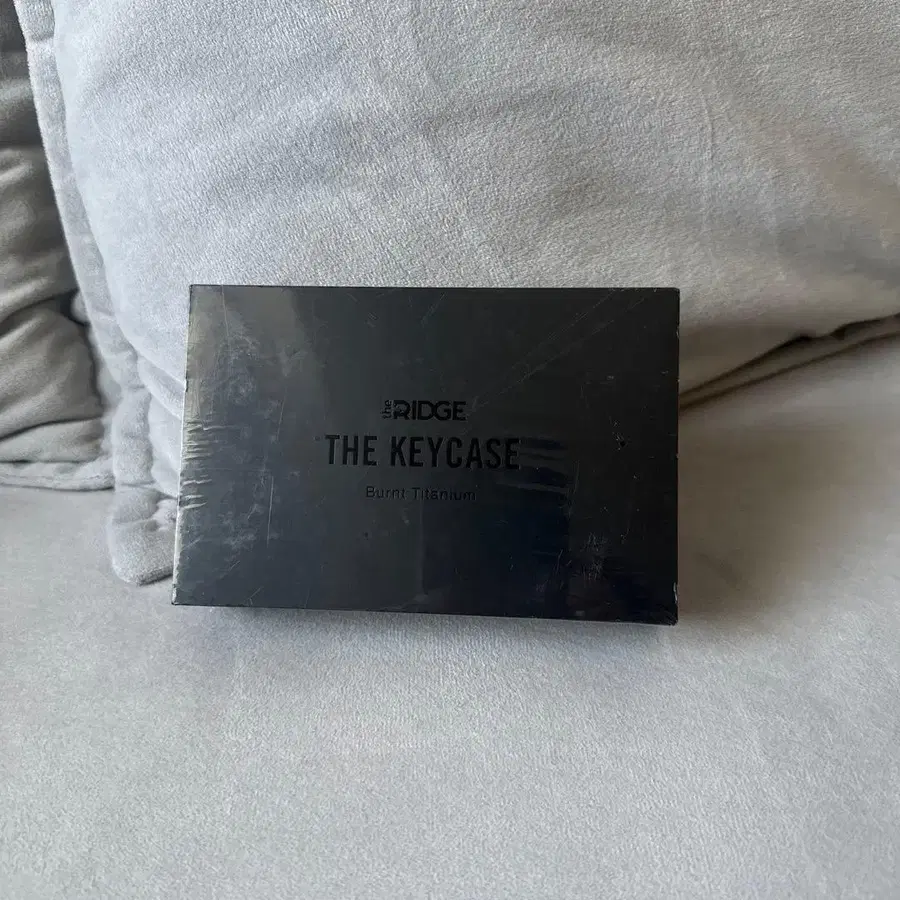 the RIDGE
THE KEYCASE
Burnt Titanium